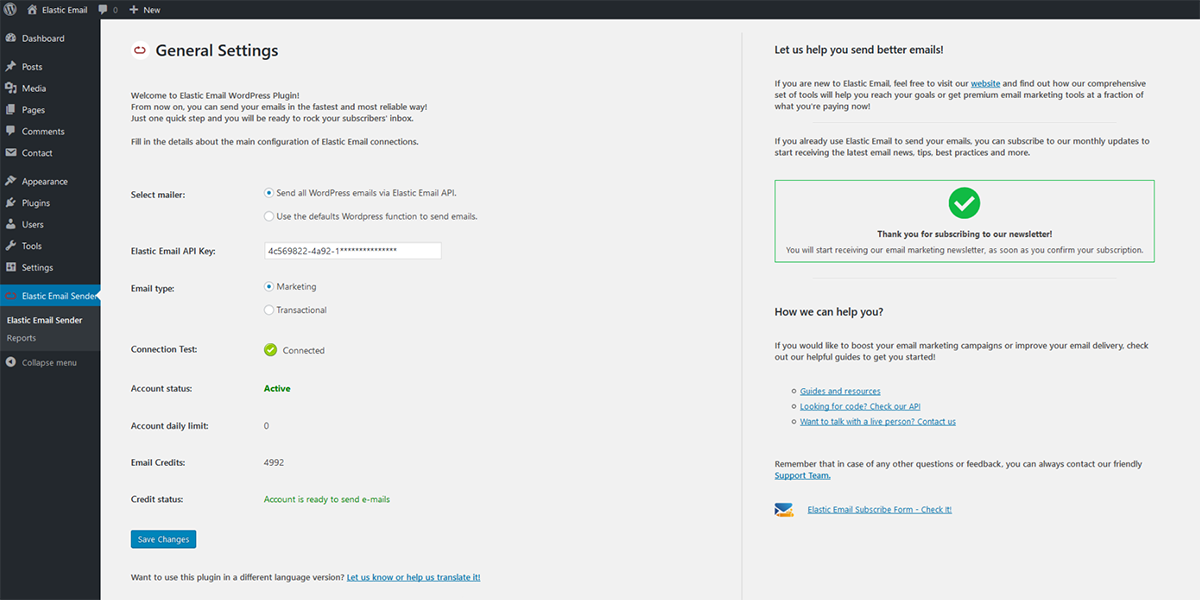 Elastic Email
0
New
Dashboard
Posts
Media
Pages
Comments
Contact
Appearance
Plugins
Users
Tools
Settings
Elastic Email Sender
Elastic Email Sender
Reports
Collapse menu
General Settings
Welcome to Elastic Email WordPress Plugin!
From now on, you can send your emails in the fastest and most reliable way!
Just one quick step and you will be ready to rock your subscribers' inbox.
Fill in the details about the main configuration of Elastic Email connections.
Select mailer:
Send all WordPress emails via Elastic Email API.
Use the defaults Wordpress function to send emails.
Elastic Email API Key:
4c569822-4a92-1***************
Email type:
Marketing
Transactional
Connection Test:
Connected
Account status:
Active
Account daily limit:
0
Email Credits:
4992
Credit status:
Account is ready to send e-mails
Save Changes
Want to use this plugin in a different language version? Let us know or help us translate it!
Let us help you send better emails!
If you are new to Elastic Email, feel free to visit our website and find out how our comprehensive
set of tools will help you reach your goals or get premium email marketing tools at a fraction of
what you're paying now!
If you already use Elastic Email to send your emails, you can subscribe to our monthly updates to
start receiving the latest email news, tips, best practices and more.
Thank you for subscribing to our newsletter!
You will start receiving our email marketing newsletter, as soon as you confirm your subscription.
How we can help you?
If you would like to boost your email marketing campaigns or improve your email delivery, check
out our helpful guides to get you started!
Guides and resources
Looking for code? Check our API
Want to talk with a live person? Contact us
Remember that in case of any other questions or feedback, you can always contact our friendly
Support Team.
Elastic Email Subscribe Form - Check It!